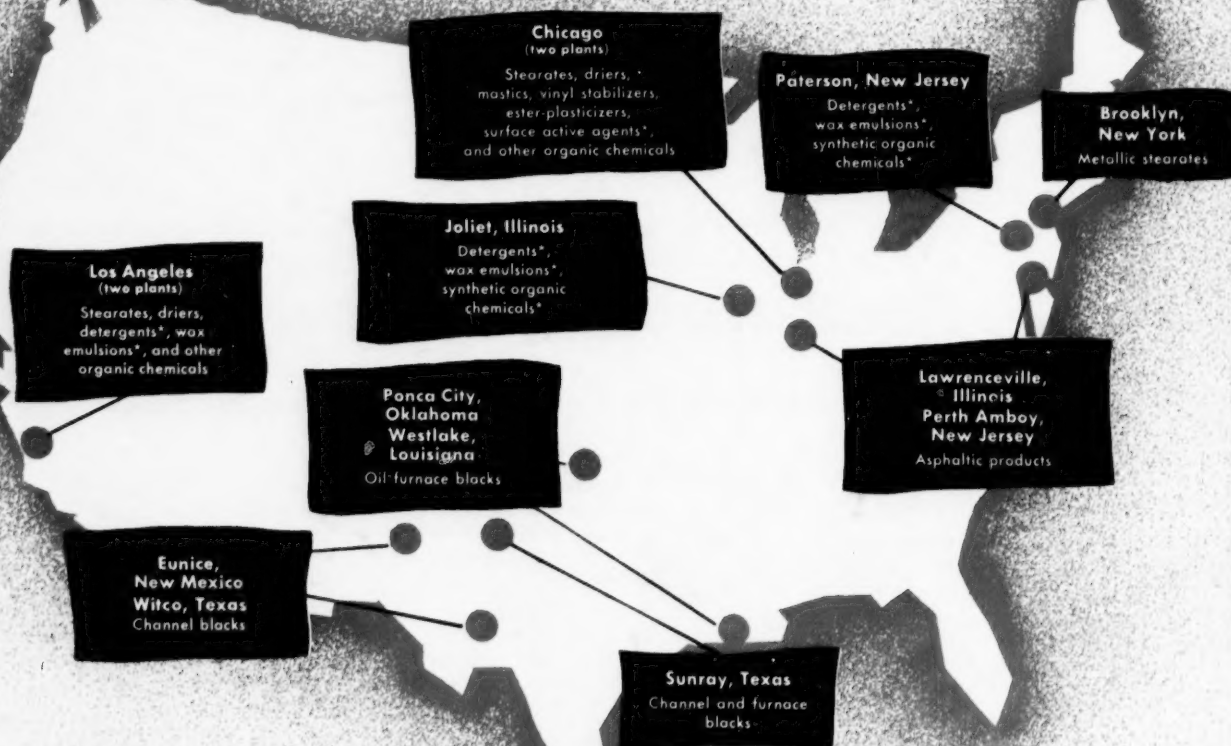 Chicago
(two plants)
Stearates, driers,
mastics, vinyl stabilizers,
ester-plasticizers,
surface active agents*,
and other organic chemicals
Paterson, New Jersey
Detergents*,
wax emulsions*,
synthetic organic
chemicals*
Brooklyn,
New York
Metallic stearates
Joliet, Illinois
Detergents*,
wax emulsions*,
synthetic organic
chemicals*
Los Angeles
(two plants)
Stearates, driers,
detergents*, wax
emulsions*, and other
organic chemicals
Ponca City,
Oklahoma
Westlake,
Louisigna
Oil furnace blacks
Lawrenceville,
Illinois
Perth Amboy,
New Jersey
Asphaltic products
Eunice,
New Mexico
Witco, Texas
Channel blacks
Sunray, Texas
Channel and furnace
blacks